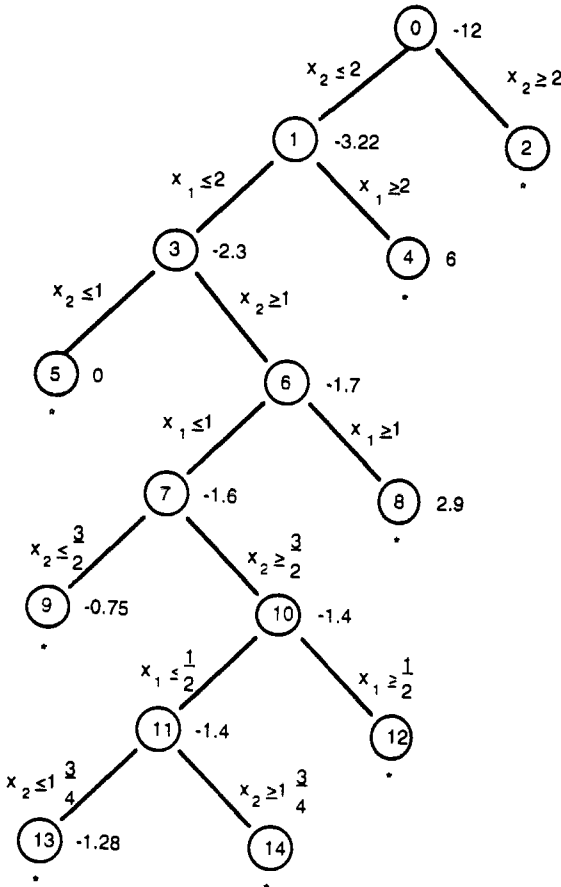 0 -12
x₂ ≤ 2 x₂ ≥ 2
1 -3.22 2
*
x₁ ≤ 2 x₁ ≥ 2
3 -2.3 4 6
*
x₂ ≤ 1 x₂ ≥ 1
5 0 6 -1.7
*
x₁ ≤ 1 x₁ ≥ 1
7 -1.6 8 2.9
*
x₂ ≤ 3/2 x₂ ≥ 3/2
9 -0.75 10 -1.4
*
x₁ ≤ 1/2 x₁ ≥ 1/2
11 -1.4 12
*
x₂ ≤ 1 3/4 x₂ ≥ 1 3/4
13 -1.28 14
* *